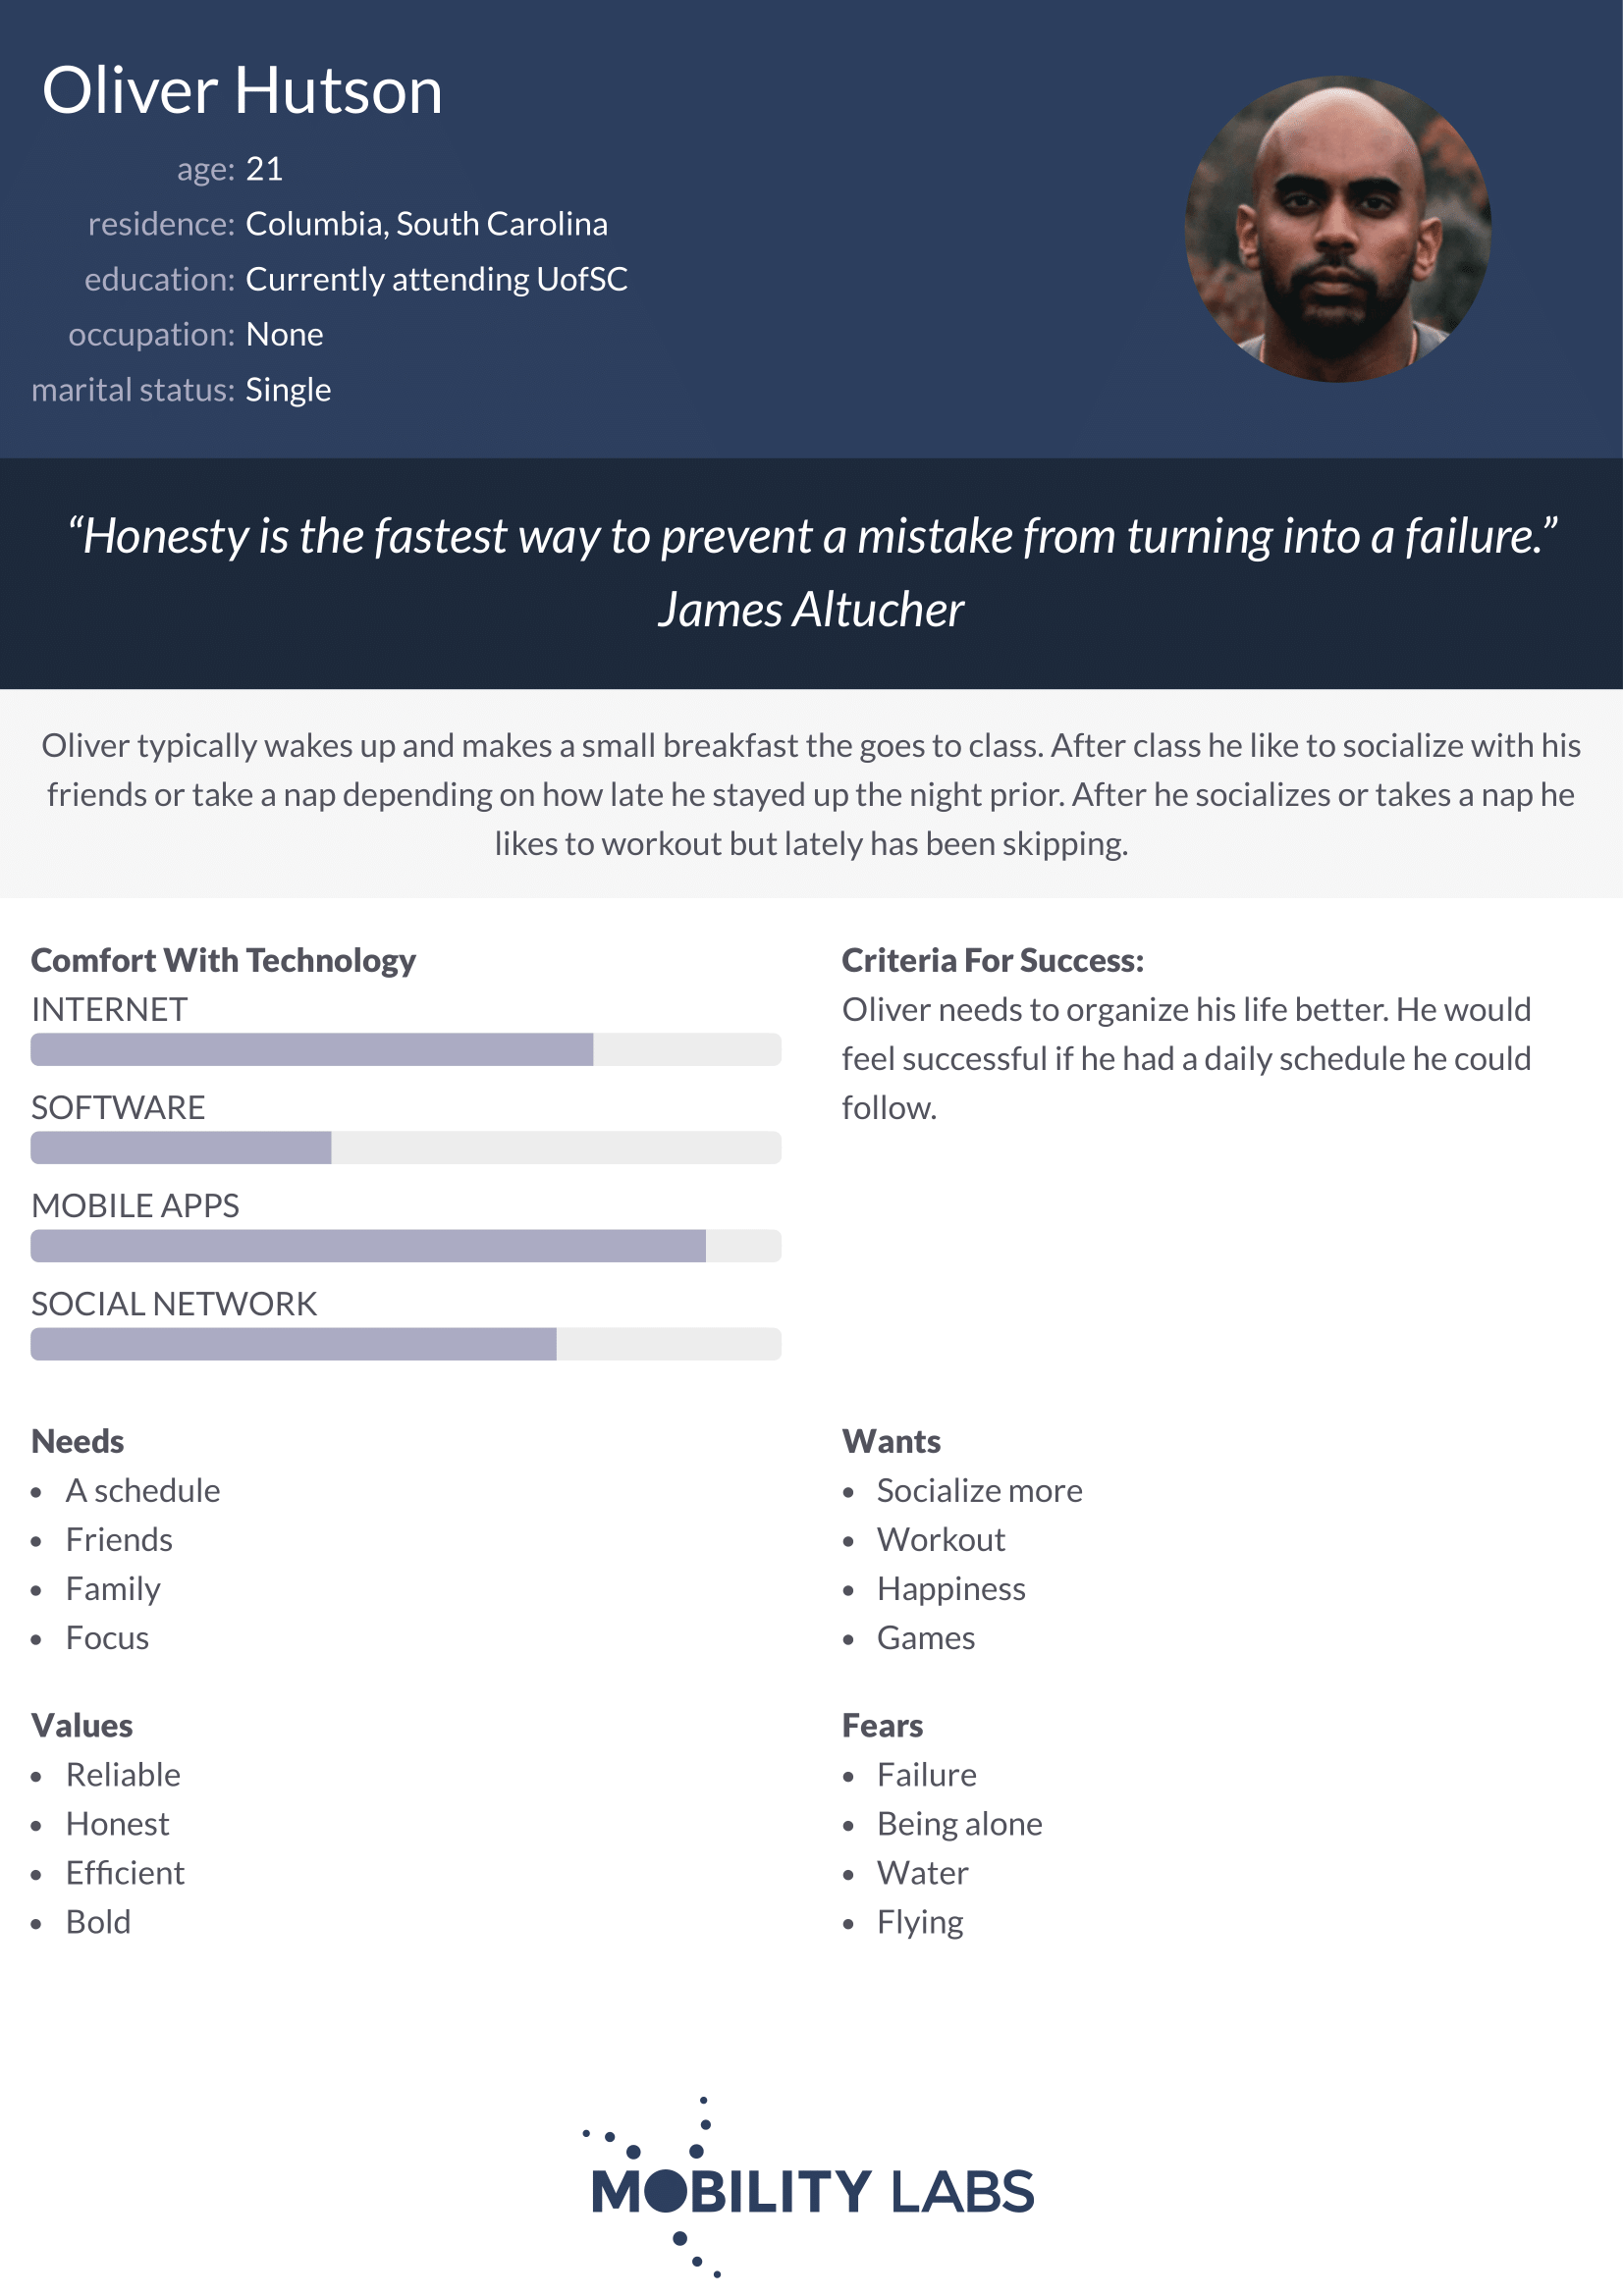 Oliver Hutson
age: 21
residence: Columbia, South Carolina
education: Currently attending UofSC
occupation: None
marital status: Single
“Honesty is the fastest way to prevent a mistake from turning into a failure.”
James Altucher
Oliver typically wakes up and makes a small breakfast the goes to class. After class he like to socialize with his
friends or take a nap depending on how late he stayed up the night prior. After he socializes or takes a nap he
likes to workout but lately has been skipping.
Comfort With Technology
INTERNET
SOFTWARE
MOBILE APPS
SOCIAL NETWORK
Criteria For Success:
Oliver needs to organize his life better. He would
feel successful if he had a daily schedule he could
follow.
Needs
• A schedule
• Friends
• Family
• Focus
Wants
• Socialize more
• Workout
• Happiness
• Games
Values
• Reliable
• Honest
• Efficient
• Bold
Fears
• Failure
• Being alone
• Water
• Flying
MOBILITY LABS